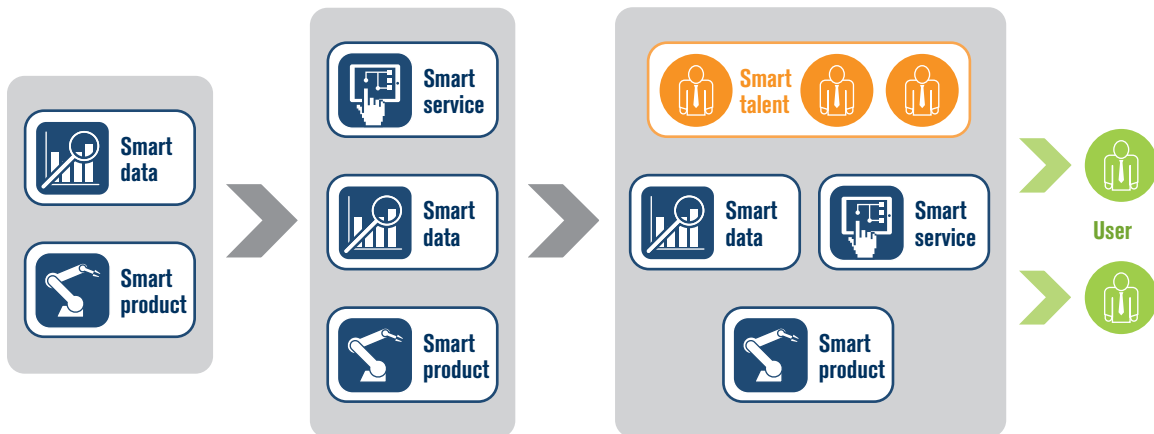 Smart
data
Smart
product
Smart
service
Smart
data
Smart
product
Smart
talent
Smart
data
Smart
service
Smart
product
User